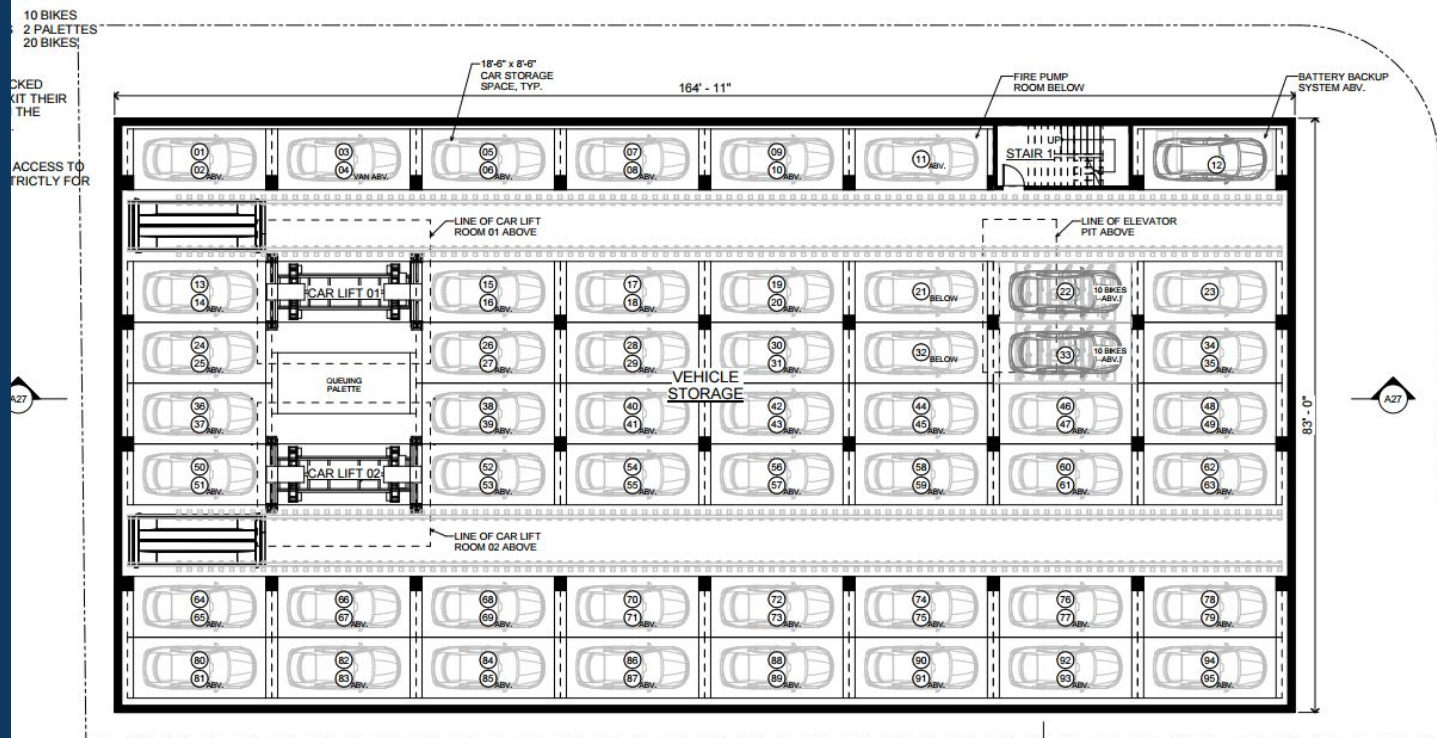 10 BIKES
2 PALETTES
20 BIKES
CKED
XIT THEIR
THE
ACCESS TO
TRICTLY FOR
18'-6" x 8'-6"
CAR STORAGE
SPACE, TYP.
164' - 11"
FIRE PUMP
ROOM BELOW
BATTERY BACKUP
SYSTEM ABV.
01 03 05 07 09 11 ABV. UP
STAIR 1 12
02 ABV. 04 VAN ABV. 06 ABV. 08 ABV. 10 ABV.
LINE OF CAR LIFT
ROOM 01 ABOVE
LINE OF ELEVATOR
PIT ABOVE
13 CAR LIFT 01 15 17 19 21 BELOW 22 10 BIKES ABV. 23
14 ABV. 16 ABV. 18 ABV. 20 ABV.
24 26 28 30 32 BELOW 33 10 BIKES ABV. 34
25 ABV. 27 ABV. 29 ABV. 31 ABV. 35 ABV.
QUEUING
PALETTE
VEHICLE
STORAGE
A27 A27
83' - 0"
36 38 40 42 44 46 48
37 ABV. 39 ABV. 41 ABV. 43 ABV. 45 ABV. 47 ABV. 49 ABV.
50 CAR LIFT 02 52 54 56 58 60 62
51 ABV. 53 ABV. 55 ABV. 57 ABV. 59 ABV. 61 ABV. 63 ABV.
LINE OF CAR LIFT
ROOM 02 ABOVE
64 66 68 70 72 74 76 78
65 ABV. 67 ABV. 69 ABV. 71 ABV. 73 ABV. 75 ABV. 77 ABV. 79 ABV.
80 82 84 86 88 90 92 94
81 ABV. 83 ABV. 85 ABV. 87 ABV. 89 ABV. 91 ABV. 93 ABV. 95 ABV.